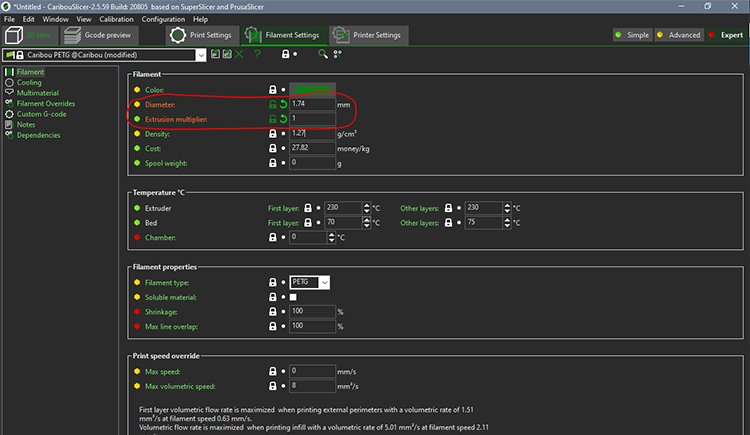 *Untitled - CaribouSlicer-2.5.59 Build: 20805 based on SuperSlicer and PrusaSlicer
File Edit Window View Calibration Configuration Help
3D view Gcode preview Print Settings Filament Settings Printer Settings Simple Advanced Expert
Caribou PETG @Caribou (modified) ?
Filament
Cooling
Multimaterial
Filament Overrides
Custom G-code
Notes
Dependencies
Filament
Color:
Diameter: 1.74 mm
Extrusion multiplier: 1
Density: 1.27 g/cm³
Cost: 27.82 money/kg
Spool weight: 0 g
Temperature °C
Extruder First layer: 230 °C Other layers: 230 °C
Bed First layer: 70 °C Other layers: 75 °C
Chamber: 0 °C
Filament properties
Filament type: PETG
Soluble material:
Shrinkage: 100 %
Max line overlap: 100 %
Print speed override
Max speed: 0 mm/s
Max volumetric speed: 8 mm³/s
First layer volumetric flow rate is maximized when printing external perimeters with a volumetric rate of 1.51
mm³/s at filament speed 0.63 mm/s.
Volumetric flow rate is maximized when printing infill with a volumetric rate of 5.01 mm³/s at filament speed 2.11